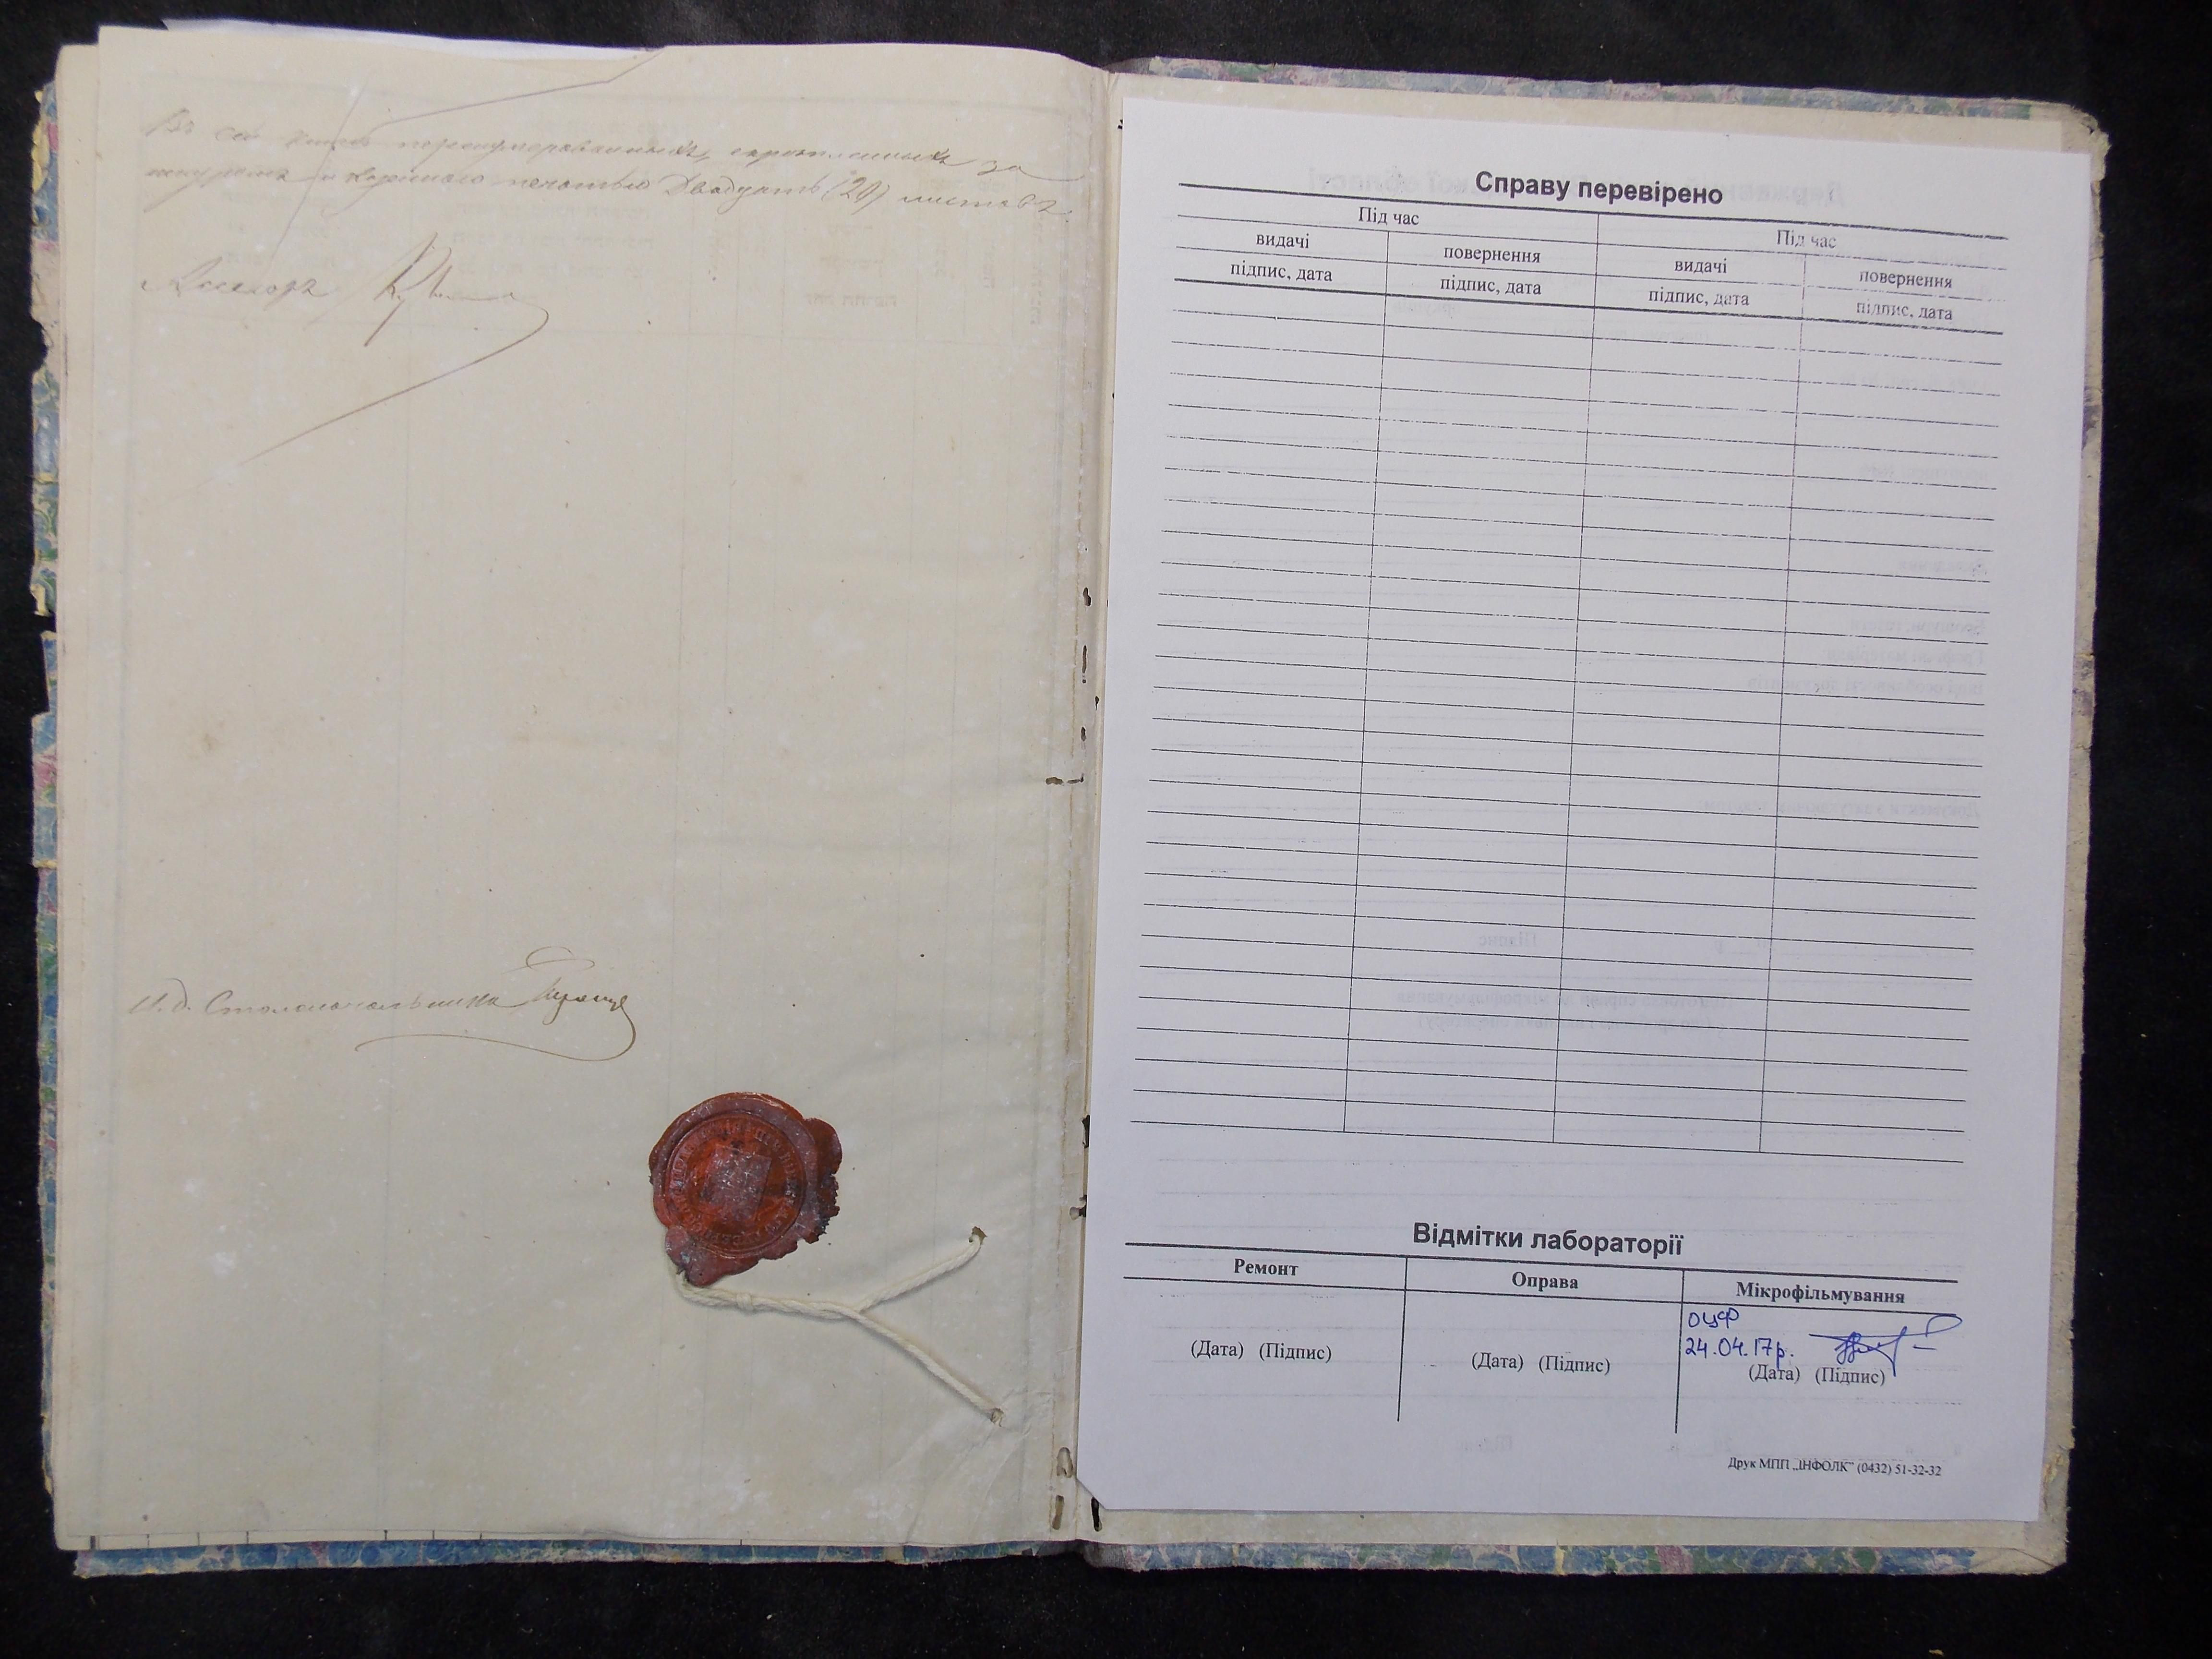 Въ сей книгѣ перенумерованныхъ, скрѣпленныхъ за
шнуромъ и казенною печатью Двадцать (20) листовъ.
Ассесоръ
И. д. Столоначальника
Справу перевірено
Під час Під час
видачі повернення видачі повернення
підпис, дата підпис, дата підпис, дата підпис, дата
Відмітки лабораторії
Ремонт Оправа Мікрофільмування
ОЦФ
24.04.17р.
(Дата) (Підпис) (Дата) (Підпис) (Дата) (Підпис)
Друк МПП „ІНФОЛК“ (0432) 51-32-32